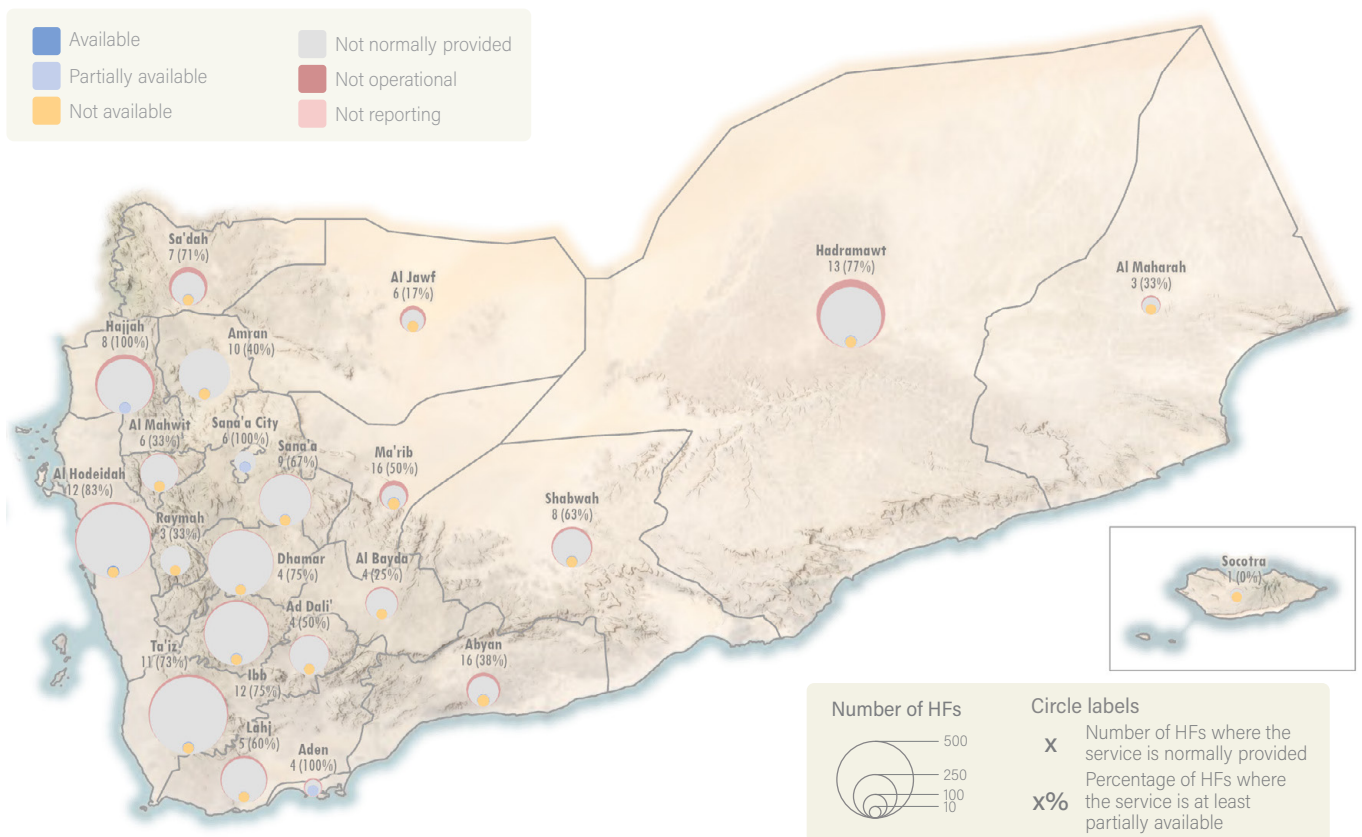 Available
Partially available
Not available
Not normally provided
Not operational
Not reporting
Sa'dah
7 (71%)
Al Jawf
6 (17%)
Hadramawt
13 (77%)
Al Maharah
3 (33%)
Hajjah
8 (100%)
Amran
10 (40%)
Al Mahwit
6 (33%)
Sana'a City
6 (100%)
Sana'a
9 (67%)
Ma'rib
16 (50%)
Al Hodeidah
12 (83%)
Shabwah
8 (63%)
Raymah
3 (33%)
Dhamar
4 (75%)
Al Bayda
4 (25%)
Socotra
1 (0%)
Ad Dali'
4 (50%)
Ta'iz
11 (73%)
Ibb
12 (75%)
Abyan
16 (38%)
Lahj
5 (60%)
Aden
4 (100%)
Number of HFs
500
250
100
10
Circle labels
x Number of HFs where the
service is normally provided
x% Percentage of HFs where
the service is at least
partially available